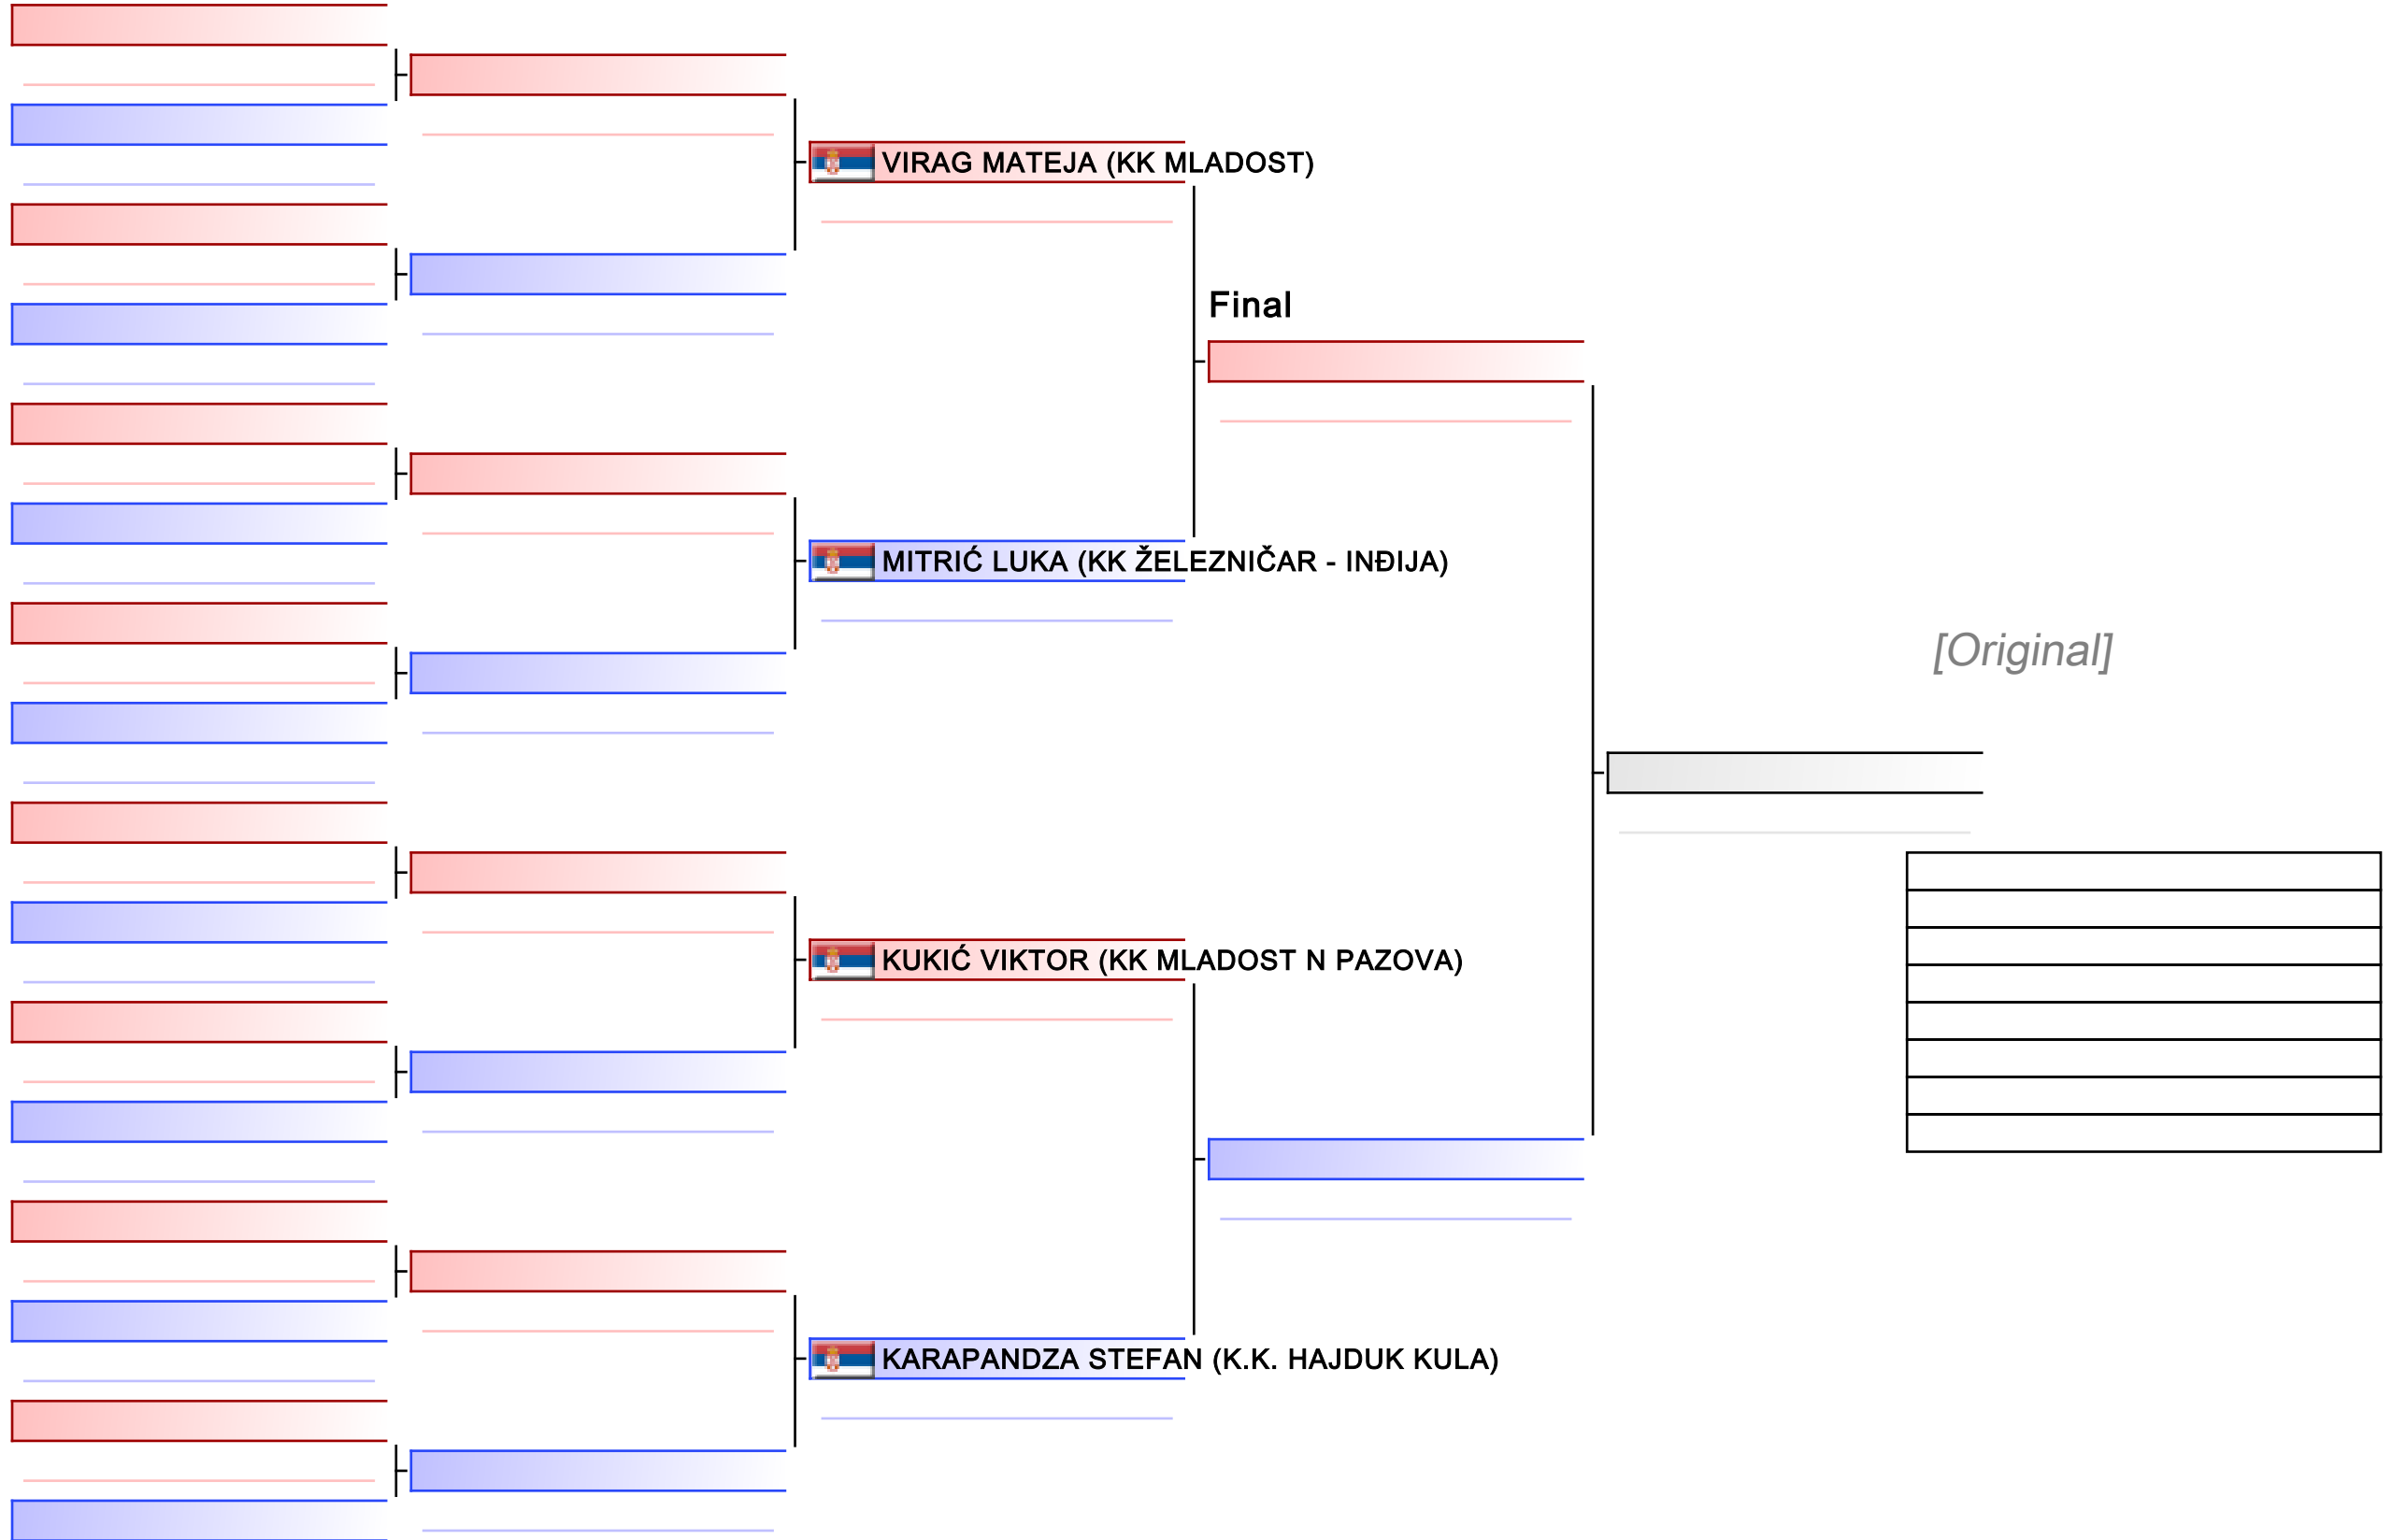 VIRAG MATEJA (KK MLADOST)
Final
MITRIĆ LUKA (KK ŽELEZNIČAR - INĐIJA)
[Original]
KUKIĆ VIKTOR (KK MLADOST N PAZOVA)
KARAPANDZA STEFAN (K.K. HAJDUK KULA)